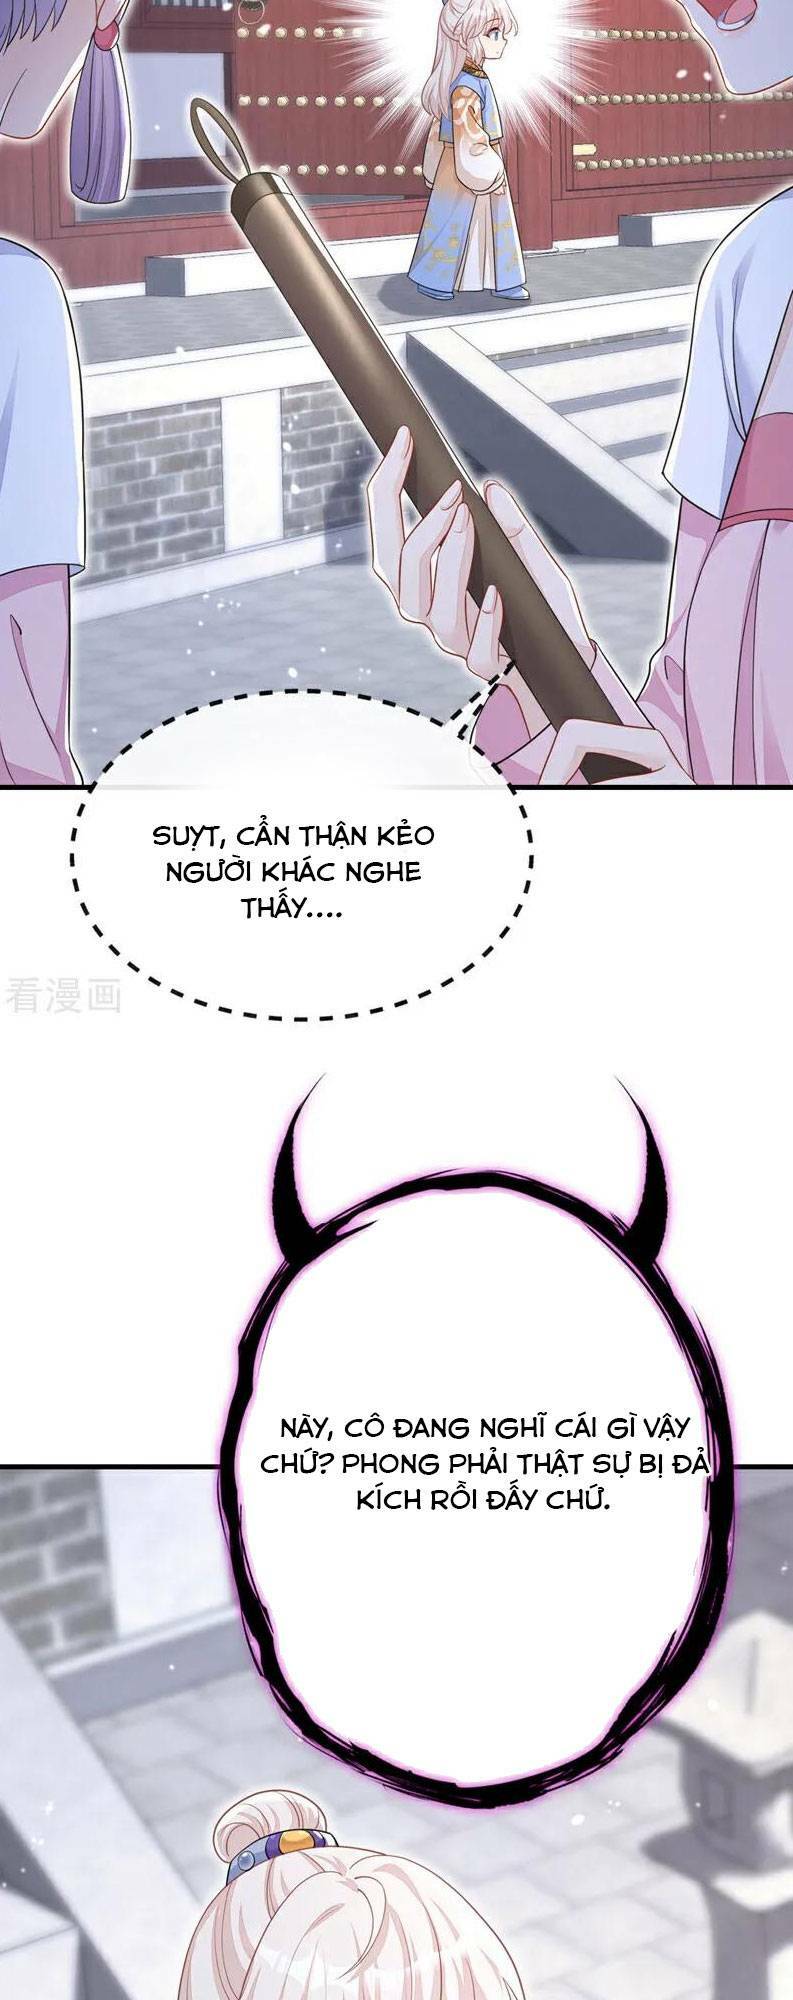 SUỴT, CẨN THẬN KẺO
NGƯỜI KHÁC NGHE
THẤY....
看漫画
NÀY, CÔ ĐANG NGHĨ CÁI GÌ VẬY
CHỨ? PHONG PHẢI THẬT SỰ BỊ ĐẢ
KÍCH RỒI ĐẤY CHỨ.